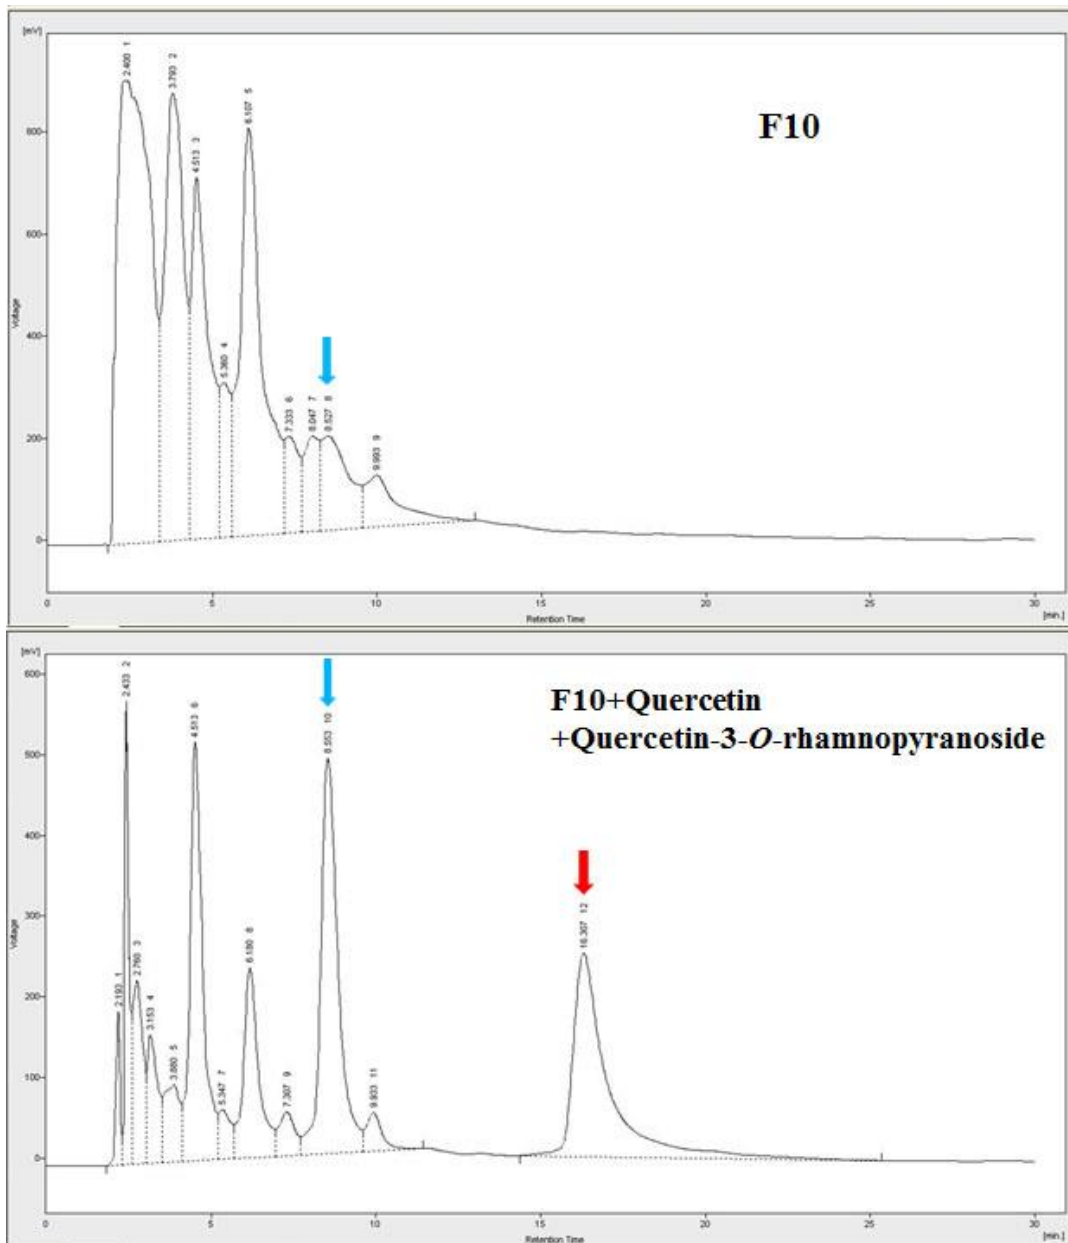 [mV]
2.400 1
3.793 2
4.513 3
5.360 4
6.107 5
7.333 6
8.047 7
8.527 8
9.993 9
F10
800
600
400
200
0
Voltage
0 5 10 15 20 25 30
Retention Time
[min.]
[mV]
2.193 1
2.433 2
2.760 3
3.153 4
3.880 5
4.513 6
5.347 7
6.180 8
7.307 9
8.553 10
9.933 11
16.307 12
F10+Quercetin
+Quercetin-3-O-rhamnopyranoside
600
500
400
300
200
100
0
Voltage
0 5 10 15 20 25 30
Retention Time
[min.]